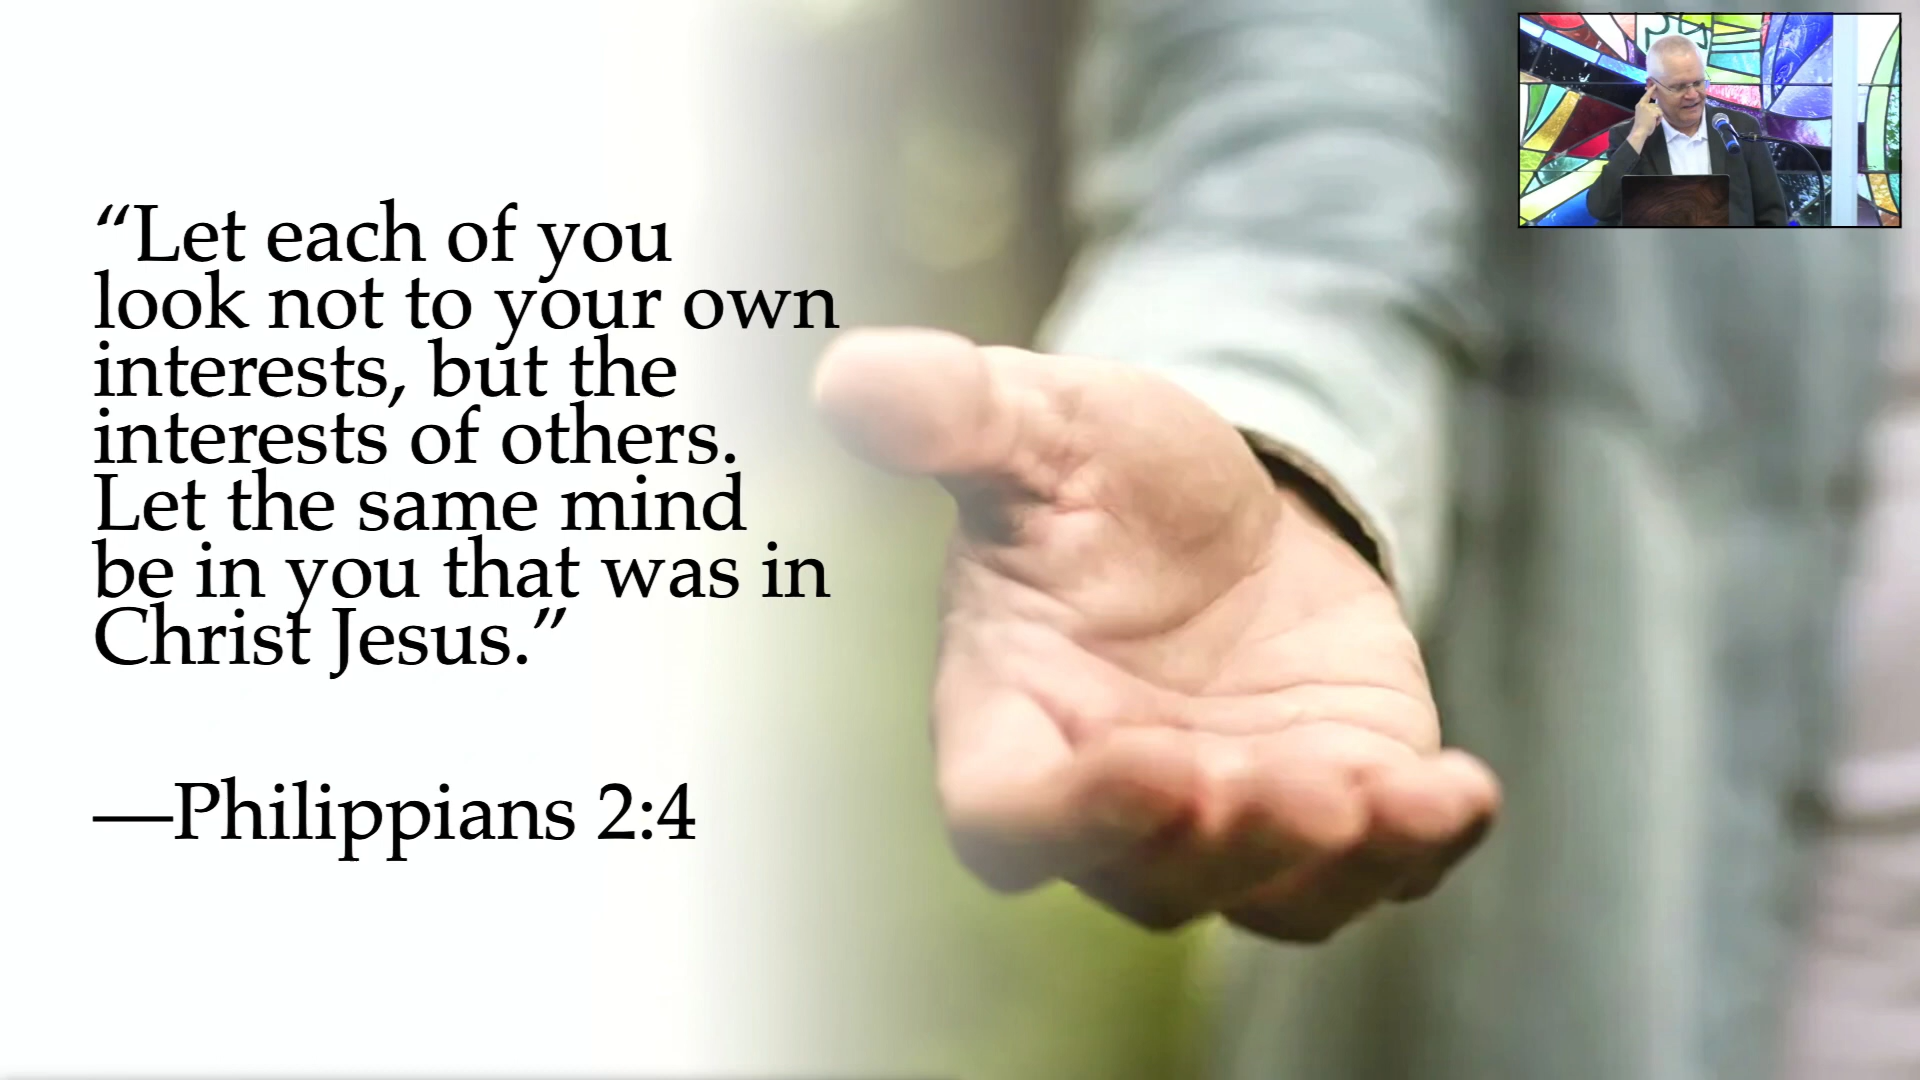 “Let each of you
look not to your own
interests, but the
interests of others.
Let the same mind
be in you that was in
Christ Jesus.”
—Philippians 2:4